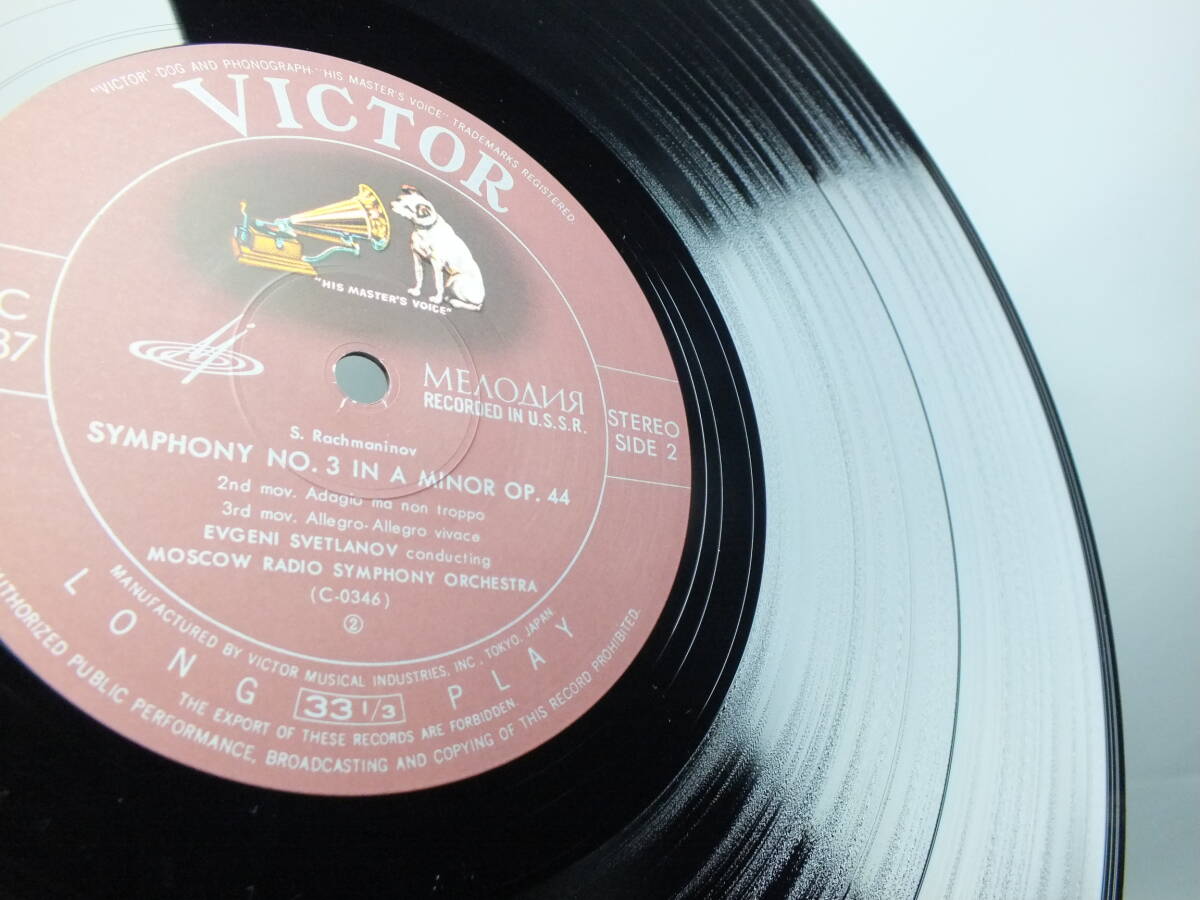 "VICTOR" DOG AND PHONOGRAPH "HIS MASTER'S VOICE" TRADEMARKS REGISTERED.
VICTOR
"HIS MASTER'S VOICE"
C
37
МЕЛОДИЯ
RECORDED IN U.S.S.R.
STEREO
SIDE 2
S. Rachmaninov
SYMPHONY NO. 3 IN A MINOR OP. 44
2nd mov. Adagio ma non troppo
3rd mov. Allegro-Allegro vivace
EVGENI SVETLANOV conducting
MOSCOW RADIO SYMPHONY ORCHESTRA
(C-0346)
②
MANUFACTURED BY VICTOR MUSICAL INDUSTRIES, INC., TOKYO, JAPAN
LONG PLAY
33 1/3
THE EXPORT OF THESE RECORDS ARE FORBIDDEN.
AUTHORIZED PUBLIC PERFORMANCE, BROADCASTING AND COPYING OF THIS RECORD PROHIBITED.